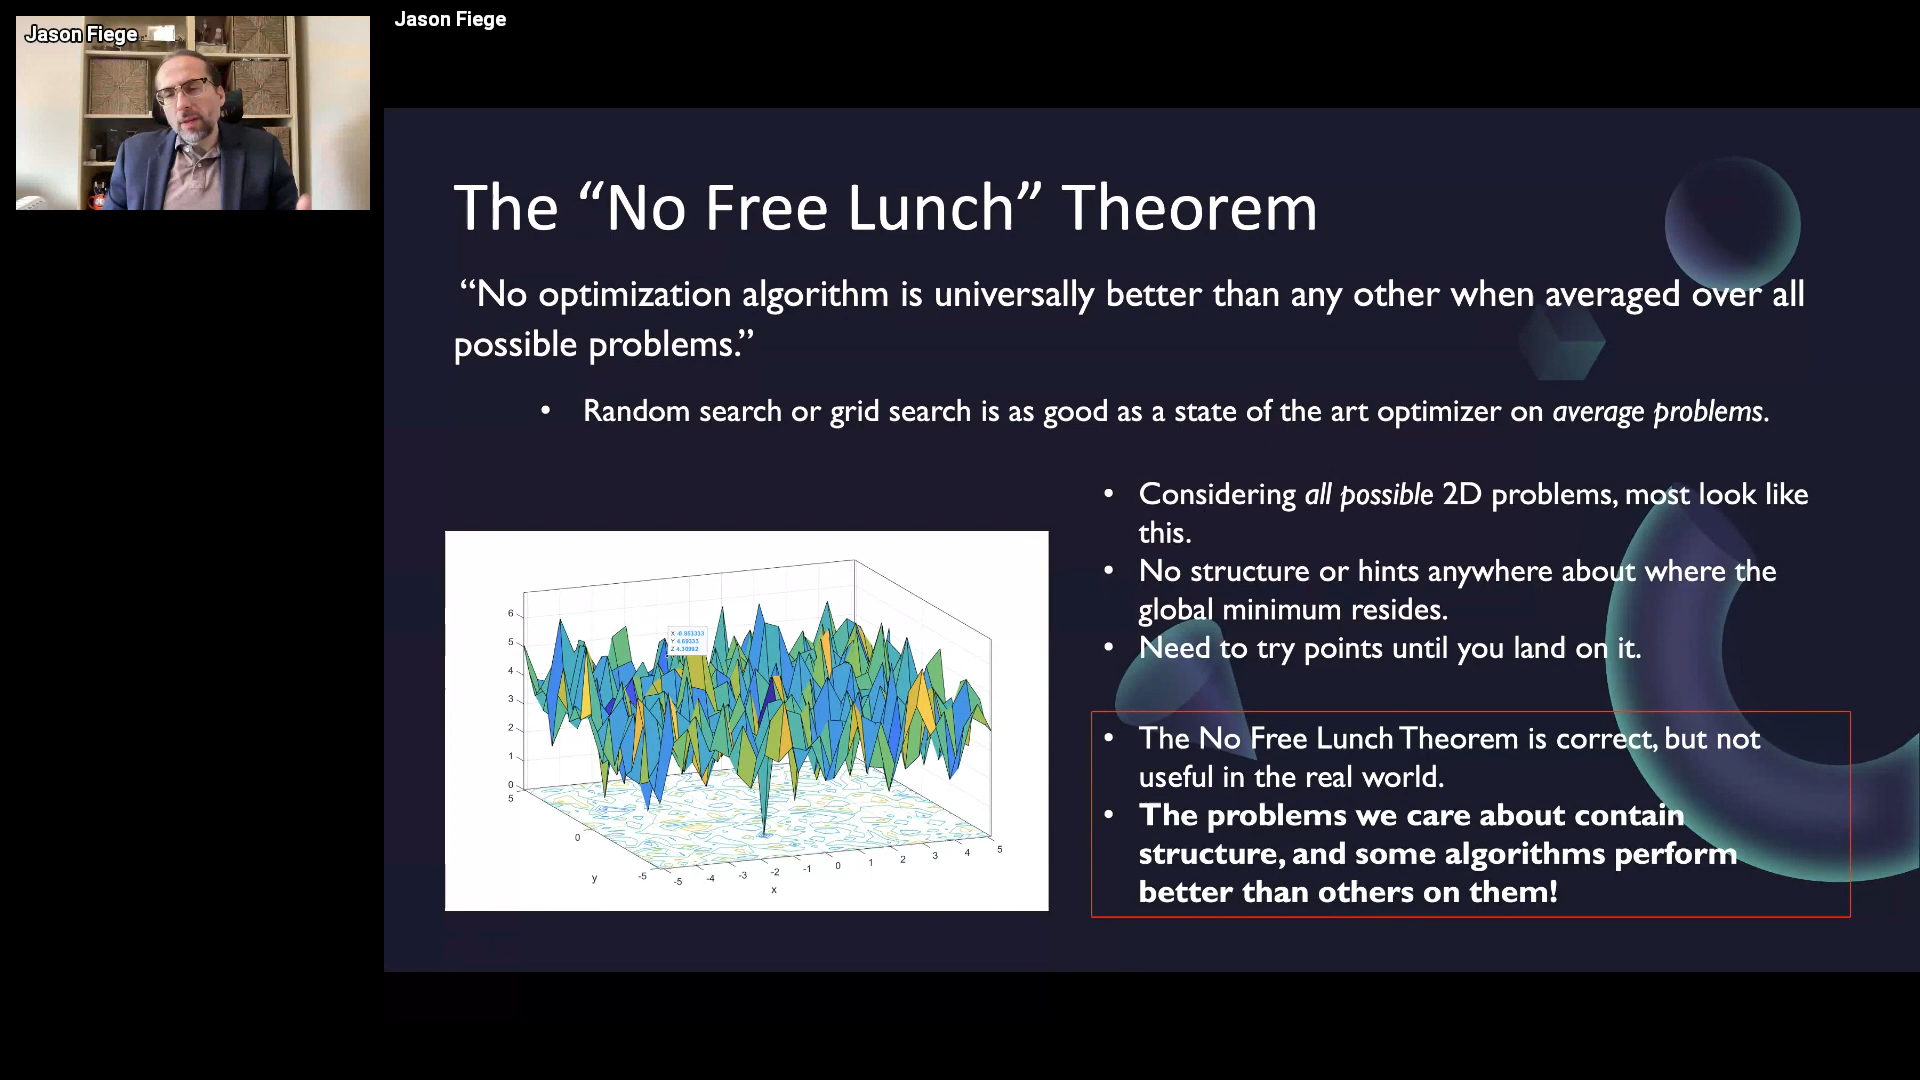 Jason Fiege
Jason Fiege
The “No Free Lunch” Theorem
“No optimization algorithm is universally better than any other when averaged over all
possible problems.”
• Random search or grid search is as good as a state of the art optimizer on average problems.
• Considering all possible 2D problems, most look like
this.
• No structure or hints anywhere about where the
global minimum resides.
• Need to try points until you land on it.
• The No Free Lunch Theorem is correct, but not
useful in the real world.
• The problems we care about contain
structure, and some algorithms perform
better than others on them!
6
5
4
3
2
1
0
5
0
-5
y
-5 -4 -3 -2 -1 0 1 2 3 4 5
x
X
Y
Z